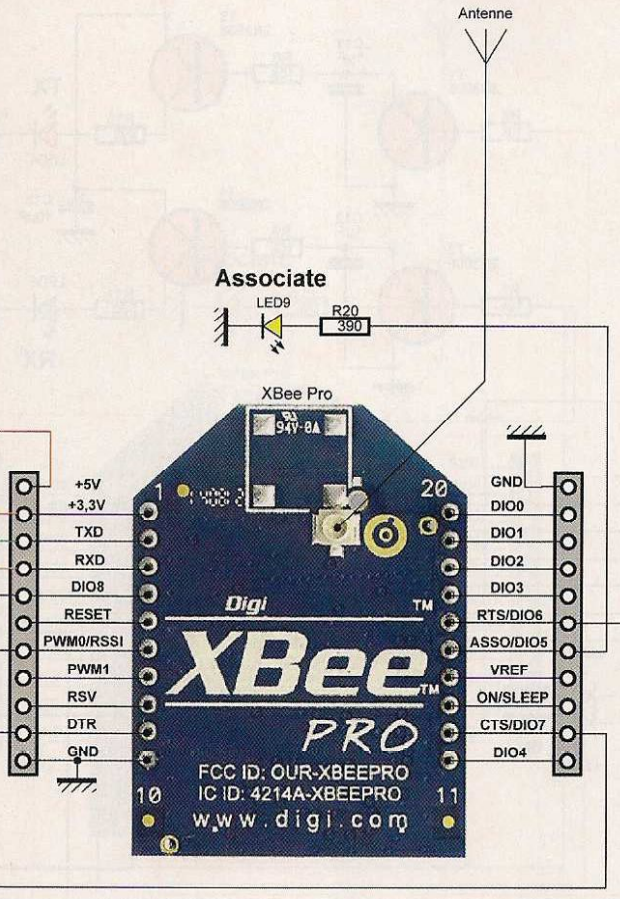 Antenne
Associate
LED9
R20
390
XBee Pro
94V-0A
1
20
+5V
+3,3V
TXD
RXD
DIO8
RESET
PWM0/RSSI
PWM1
RSV
DTR
GND
GND
DIO0
DIO1
DIO2
DIO3
RTS/DIO6
ASSO/DIO5
VREF
ON/SLEEP
CTS/DIO7
DIO4
Digi
TM
XBee
TM
PRO
FCC ID: OUR-XBEEPRO
IC ID: 4214A-XBEEPRO
10
11
www.digi.com